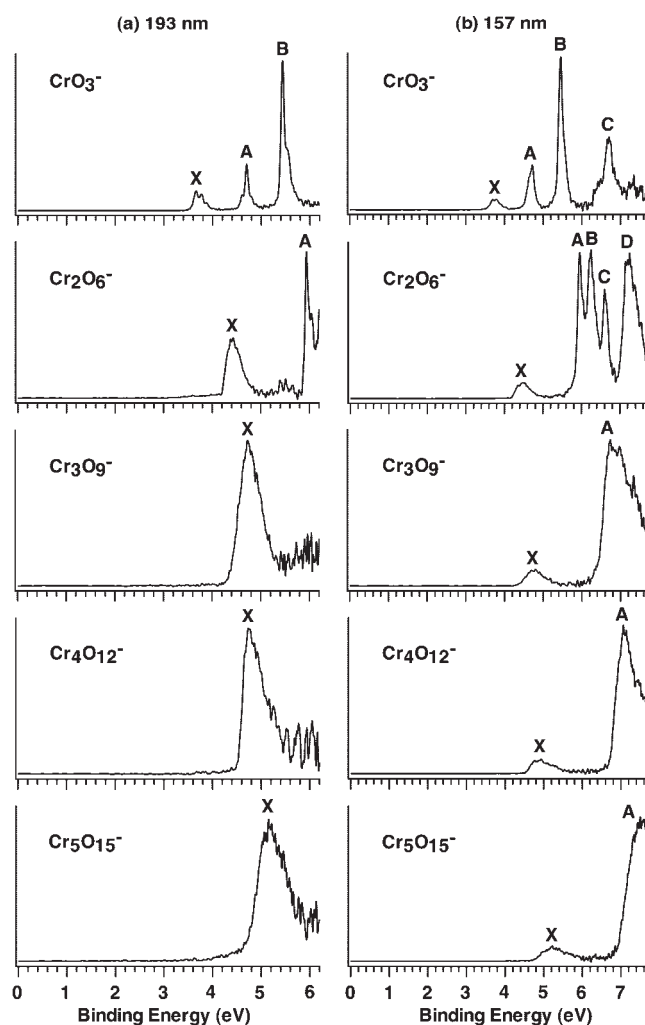 (a) 193 nm
(b) 157 nm
CrO₃⁻
X
A
B
CrO₃⁻
X
A
B
C
Cr₂O₆⁻
X
A
Cr₂O₆⁻
X
A
B
C
D
Cr₃O₉⁻
X
Cr₃O₉⁻
X
A
Cr₄O₁₂⁻
X
Cr₄O₁₂⁻
X
A
Cr₅O₁₅⁻
X
Cr₅O₁₅⁻
X
A
0 1 2 3 4 5 6
0 1 2 3 4 5 6 7
Binding Energy (eV)
Binding Energy (eV)